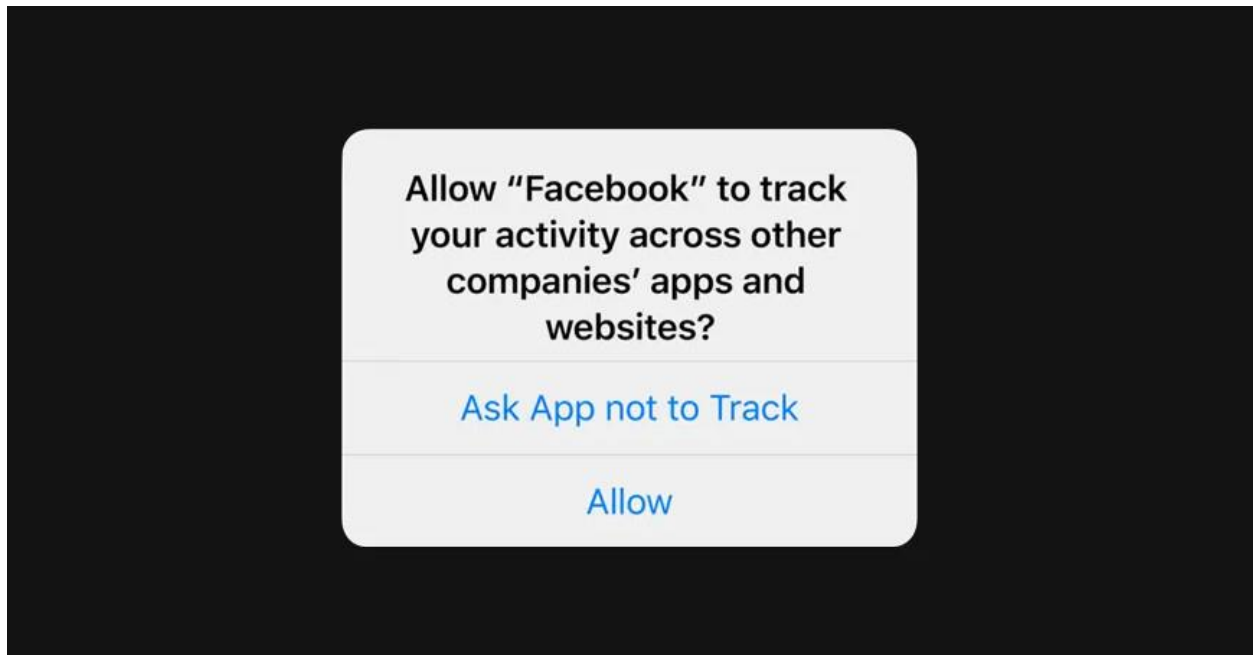 Allow “Facebook” to track
your activity across other
companies’ apps and
websites?
Ask App not to Track
Allow